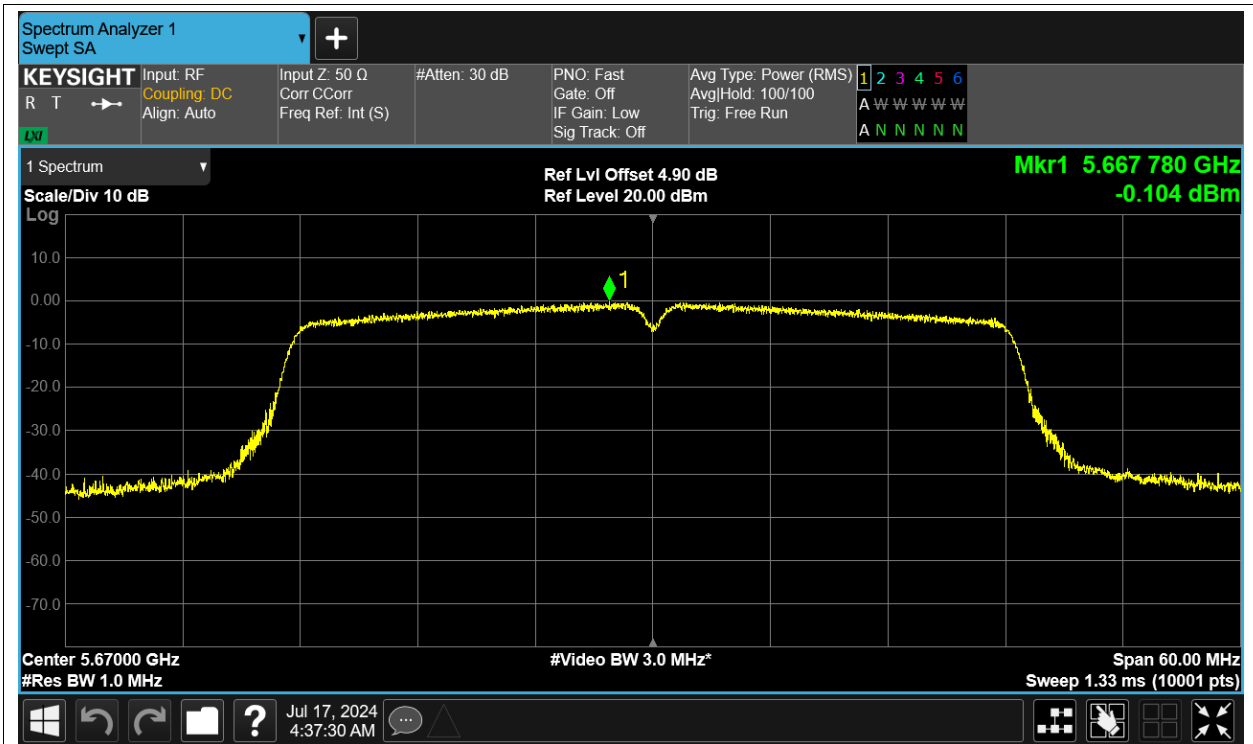 Spectrum Analyzer 1
Swept SA
KEYSIGHT
R T
LXI
Input: RF
Coupling: DC
Align: Auto
Input Z: 50 Ω
Corr CCorr
Freq Ref: Int (S)
#Atten: 30 dB
PNO: Fast
Gate: Off
IF Gain: Low
Sig Track: Off
Avg Type: Power (RMS)
Avg|Hold: 100/100
Trig: Free Run
1 2 3 4 5 6
A W W W W W
A N N N N N
1 Spectrum
Scale/Div 10 dB
Log
Ref Lvl Offset 4.90 dB
Ref Level 20.00 dBm
Mkr1 5.667 780 GHz
-0.104 dBm
1
10.0
0.00
-10.0
-20.0
-30.0
-40.0
-50.0
-60.0
-70.0
Center 5.67000 GHz
#Res BW 1.0 MHz
#Video BW 3.0 MHz*
Span 60.00 MHz
Sweep 1.33 ms (10001 pts)
?
Jul 17, 2024
4:37:30 AM